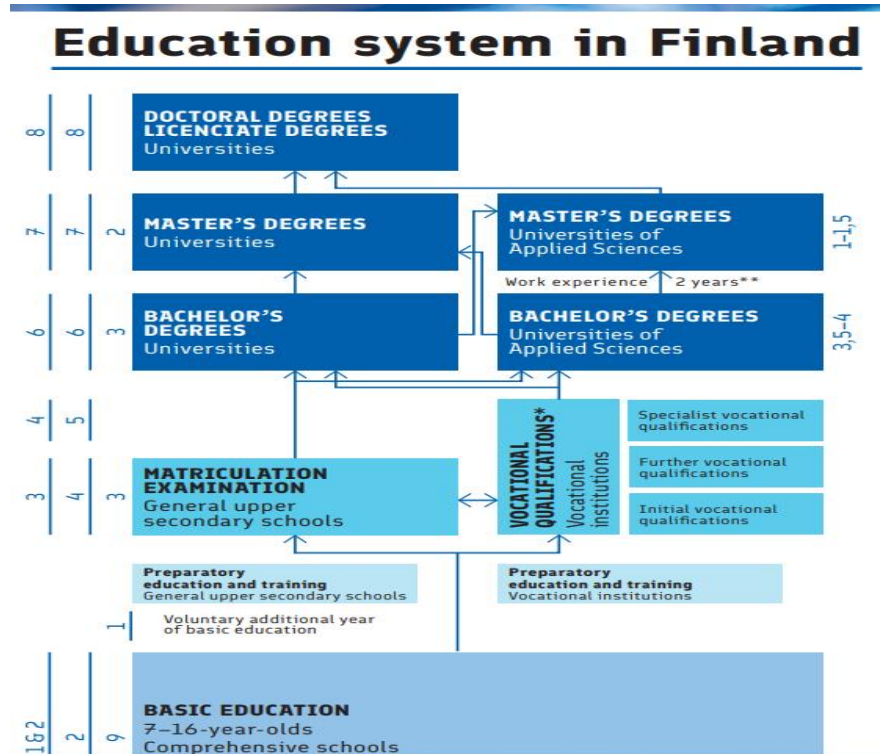 Education system in Finland
8
8
DOCTORAL DEGREES
LICENCIATE DEGREES
Universities
7
7
2
MASTER'S DEGREES
Universities
MASTER'S DEGREES
Universities of
Applied Sciences
1–1,5
Work experience 2 years**
6
6
3
BACHELOR'S
DEGREES
Universities
BACHELOR'S DEGREES
Universities of
Applied Sciences
3,5–4
4
5
VOCATIONAL
QUALIFICATIONS*
Vocational
institutions
Specialist vocational
qualifications
Further vocational
qualifications
Initial vocational
qualifications
3
4
3
MATRICULATION
EXAMINATION
General upper
secondary schools
Preparatory
education and training
General upper secondary schools
Preparatory
education and training
Vocational institutions
1
Voluntary additional year
of basic education
1&2
2
9
BASIC EDUCATION
7–16-year-olds
Comprehensive schools